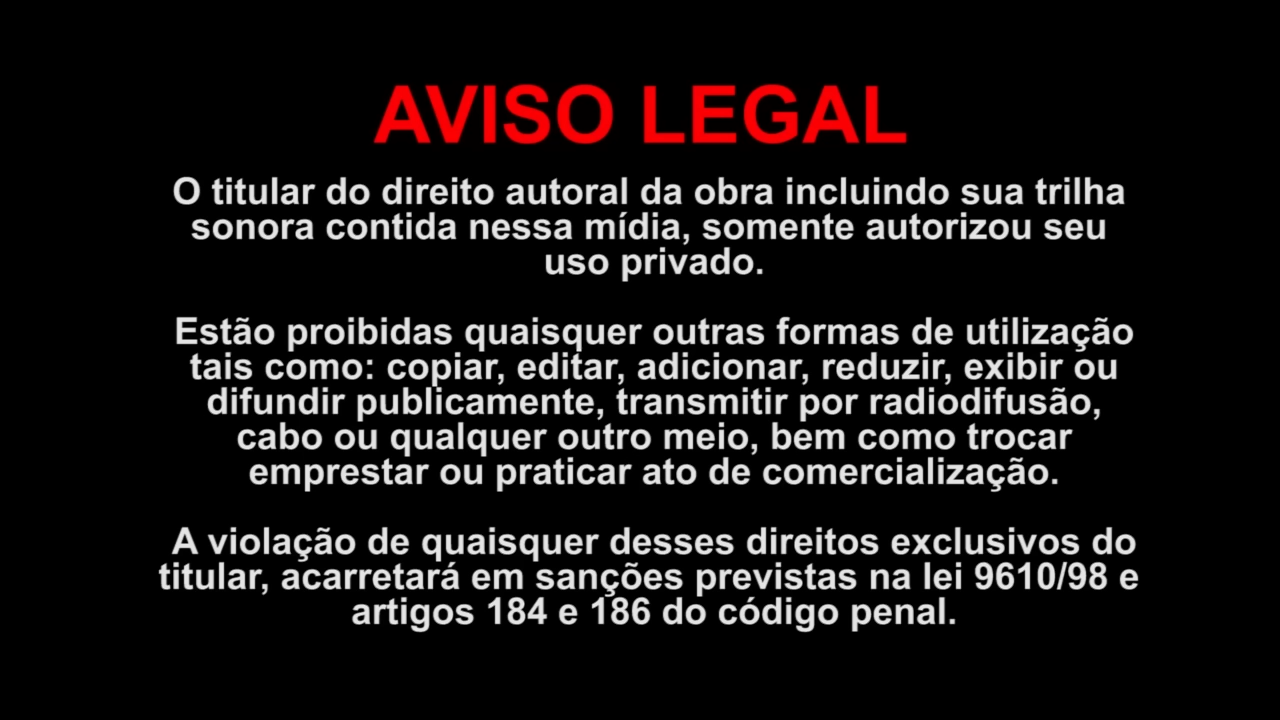 AVISO LEGAL
O titular do direito autoral da obra incluindo sua trilha
sonora contida nessa mídia, somente autorizou seu
uso privado.
Estão proibidas quaisquer outras formas de utilização
tais como: copiar, editar, adicionar, reduzir, exibir ou
difundir publicamente, transmitir por radiodifusão,
cabo ou qualquer outro meio, bem como trocar
emprestar ou praticar ato de comercialização.
A violação de quaisquer desses direitos exclusivos do
titular, acarretará em sanções previstas na lei 9610/98 e
artigos 184 e 186 do código penal.